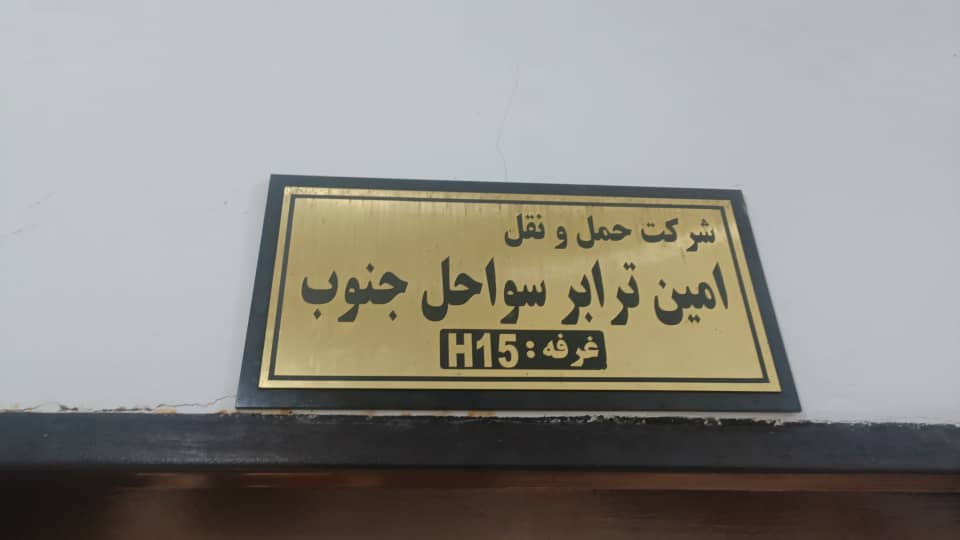 شرکت حمل و نقل
امین ترابر سواحل جنوب
غرفه : H15